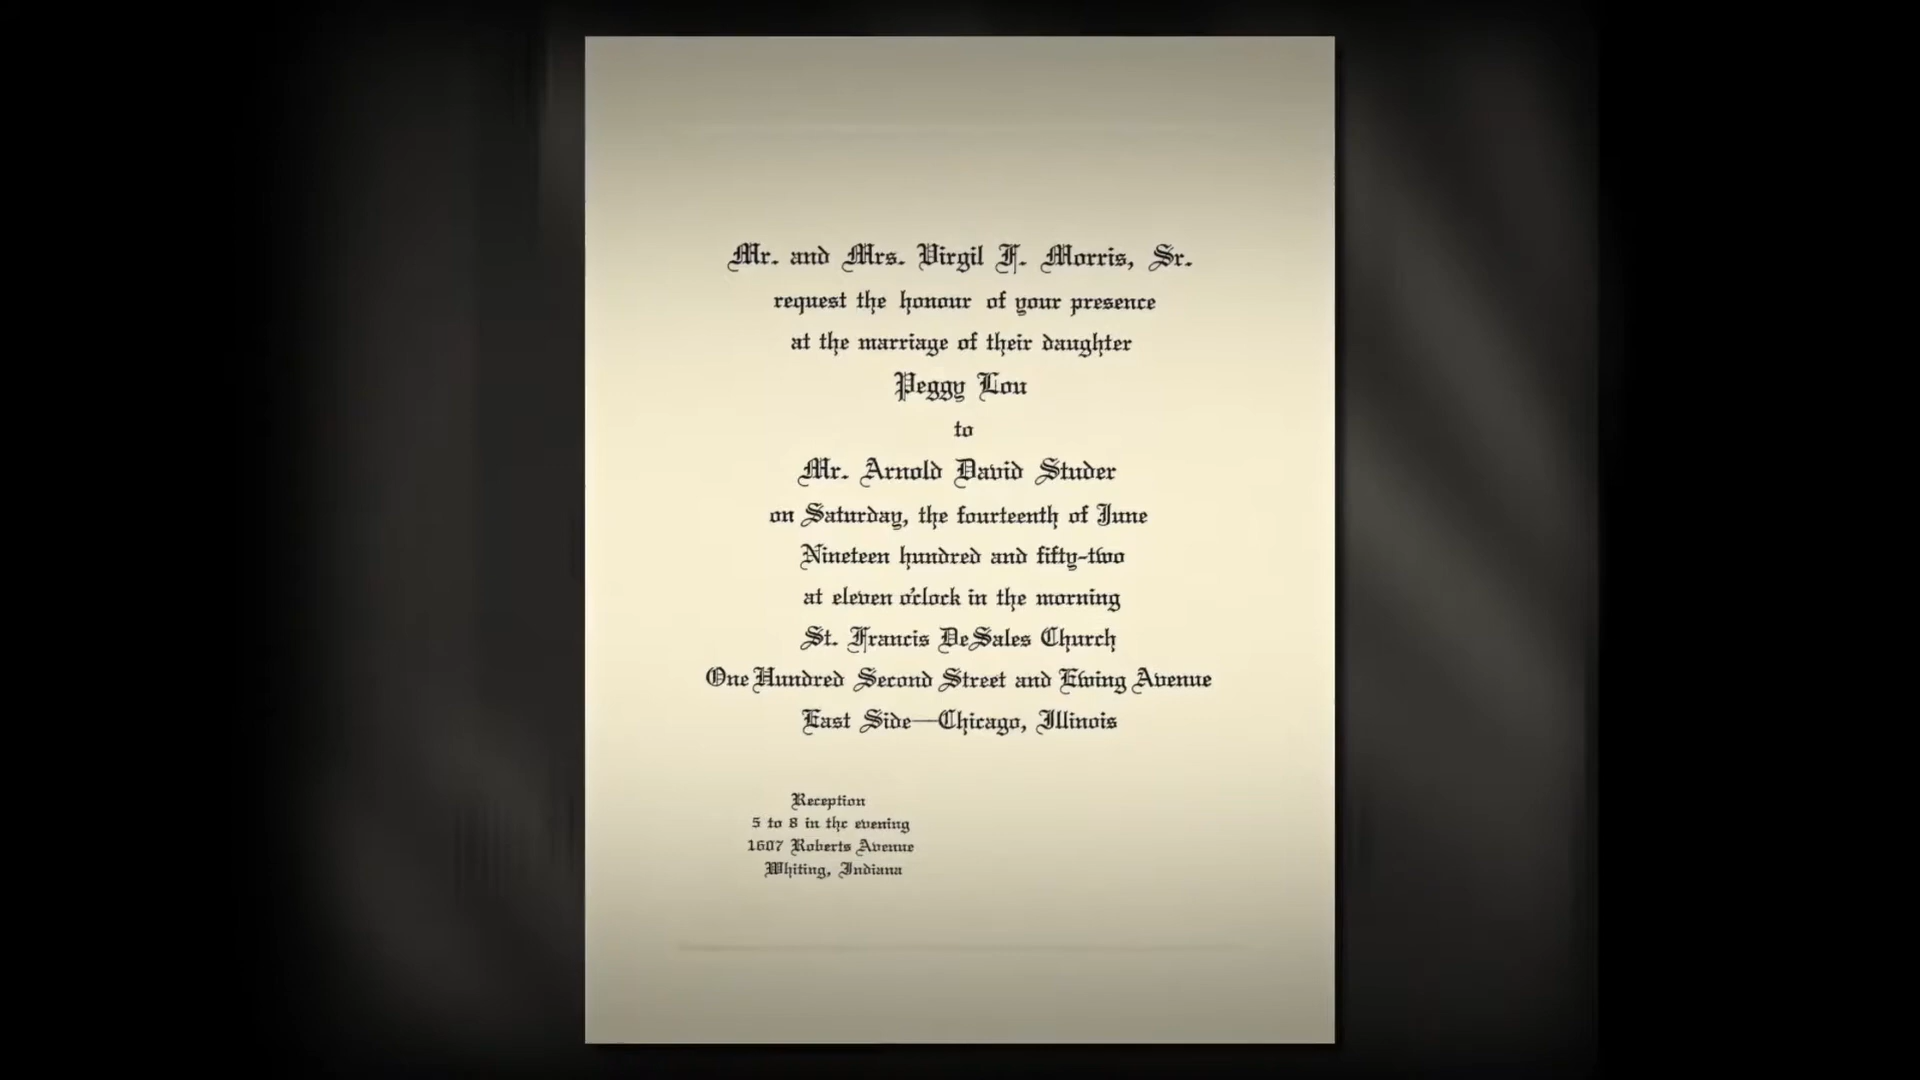 Mr. and Mrs. Virgil F. Morris, Sr.
request the honour of your presence
at the marriage of their daughter
Peggy Lou
to
Mr. Arnold David Studer
on Saturday, the fourteenth of June
Nineteen hundred and fifty-two
at eleven o'clock in the morning
St. Francis DeSales Church
One Hundred Second Street and Ewing Avenue
East Side—Chicago, Illinois
Reception
5 to 8 in the evening
1607 Roberts Avenue
Whiting, Indiana